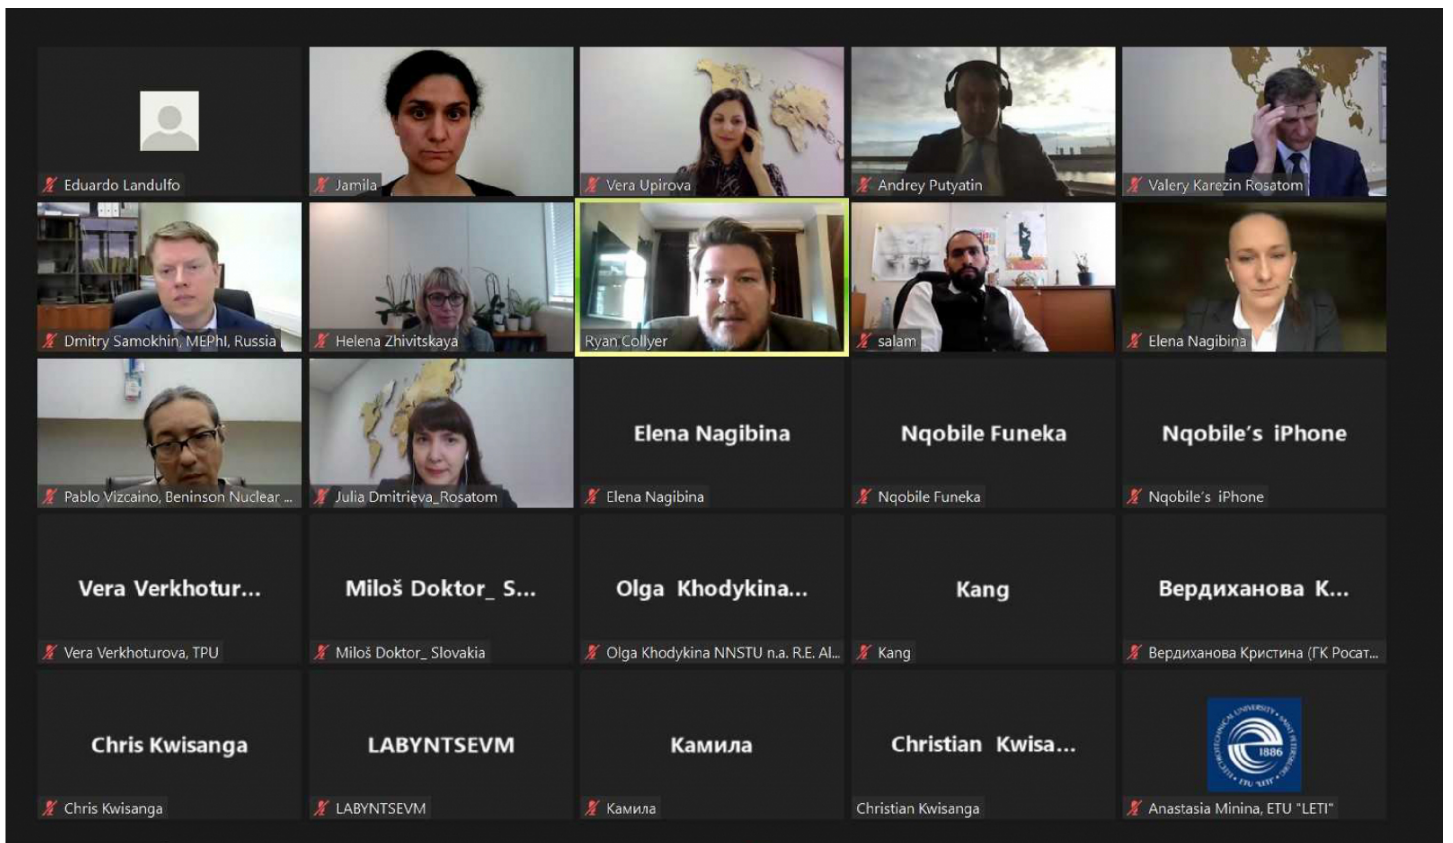 Eduardo Landulfo
Jamila
Vera Upirova
Andrey Putyatin
Valery Karezin Rosatom
Dmitry Samokhin, MEPhI, Russia
Helena Zhivitskaya
Ryan Collyer
salam
Elena Nagibina
Pablo Vizcaino, Beninson Nuclear ...
Julia Dmitrieva_Rosatom
Elena Nagibina
Elena Nagibina
Nqobile Funeka
Nqobile Funeka
Nqobile's iPhone
Nqobile's iPhone
Vera Verkhotur...
Vera Verkhoturova, TPU
Miloš Doktor_ S...
Miloš Doktor_ Slovakia
Olga Khodykina...
Olga Khodykina NNSTU n.a. R.E. Al...
Kang
Kang
Вердиханова К...
Вердиханова Кристина (ГК Росат...
Chris Kwisanga
Chris Kwisanga
LABYNTSEVM
LABYNTSEVM
Камила
Камила
Christian Kwisa...
Christian Kwisanga
1886
ETU "LETI"
Anastasia Minina, ETU "LETI"